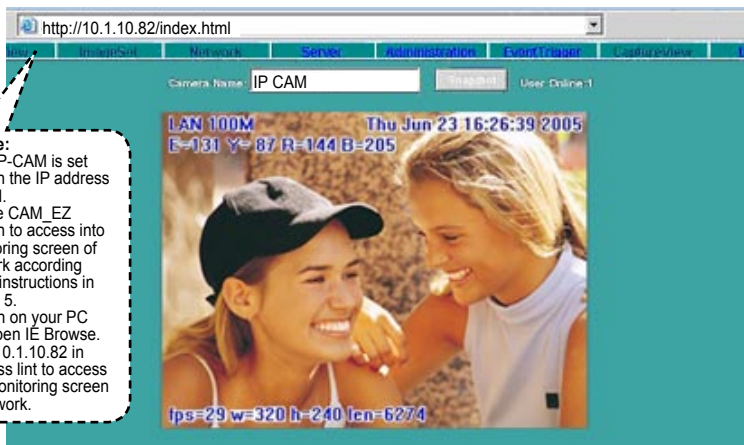 http://10.1.10.82/index.html
iew ImageSet Network Server Administration EventTrigger CaptureView L
Camera Name: IP CAM Snapshot User Online:1
LAN 100M Thu Jun 23 16:26:39 2005
E=131 Y= 87 R=144 B=205
e:
P-CAM is set
h the IP address
l.
e CAM_EZ
n to access into
oring screen of
rk according
instructions in
5.
n on your PC
pen IE Browse.
0.1.10.82 in
ss lint to access
onitoring screen
work.
fps=29 w=320 h=240 len=6274